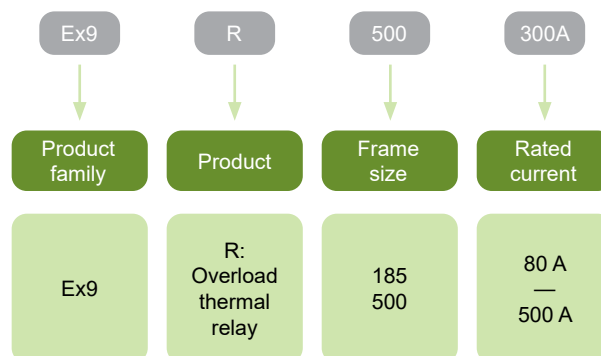 Ex9 R 500 300A
Product family
Product
Frame size
Rated current
Ex9
R:
Overload
thermal
relay
185
500
80 A
—
500 A